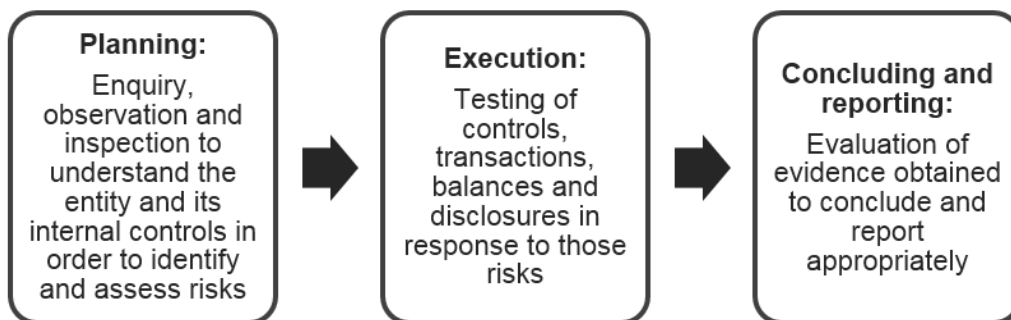 Planning:
Enquiry,
observation and
inspection to
understand the
entity and its
internal controls in
order to identify
and assess risks
Execution:
Testing of
controls,
transactions,
balances and
disclosures in
response to those
risks
Concluding and
reporting:
Evaluation of
evidence obtained
to conclude and
report
appropriately